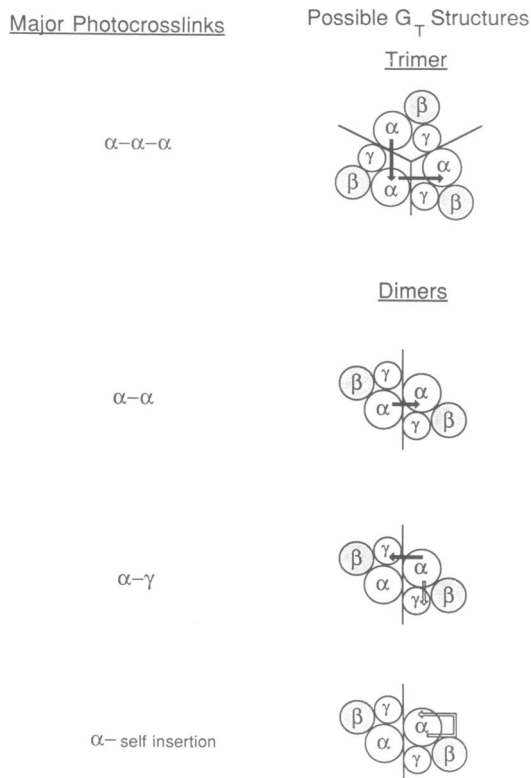 Major Photocrosslinks
Possible G_T Structures
Trimer
α-α-α
β
α
γ
γ
α
β
α
γ
β
Dimers
α-α
β
γ
α
α
γ
β
α-γ
β
γ
α
α
γ
β
α- self insertion
β
γ
α
α
γ
β